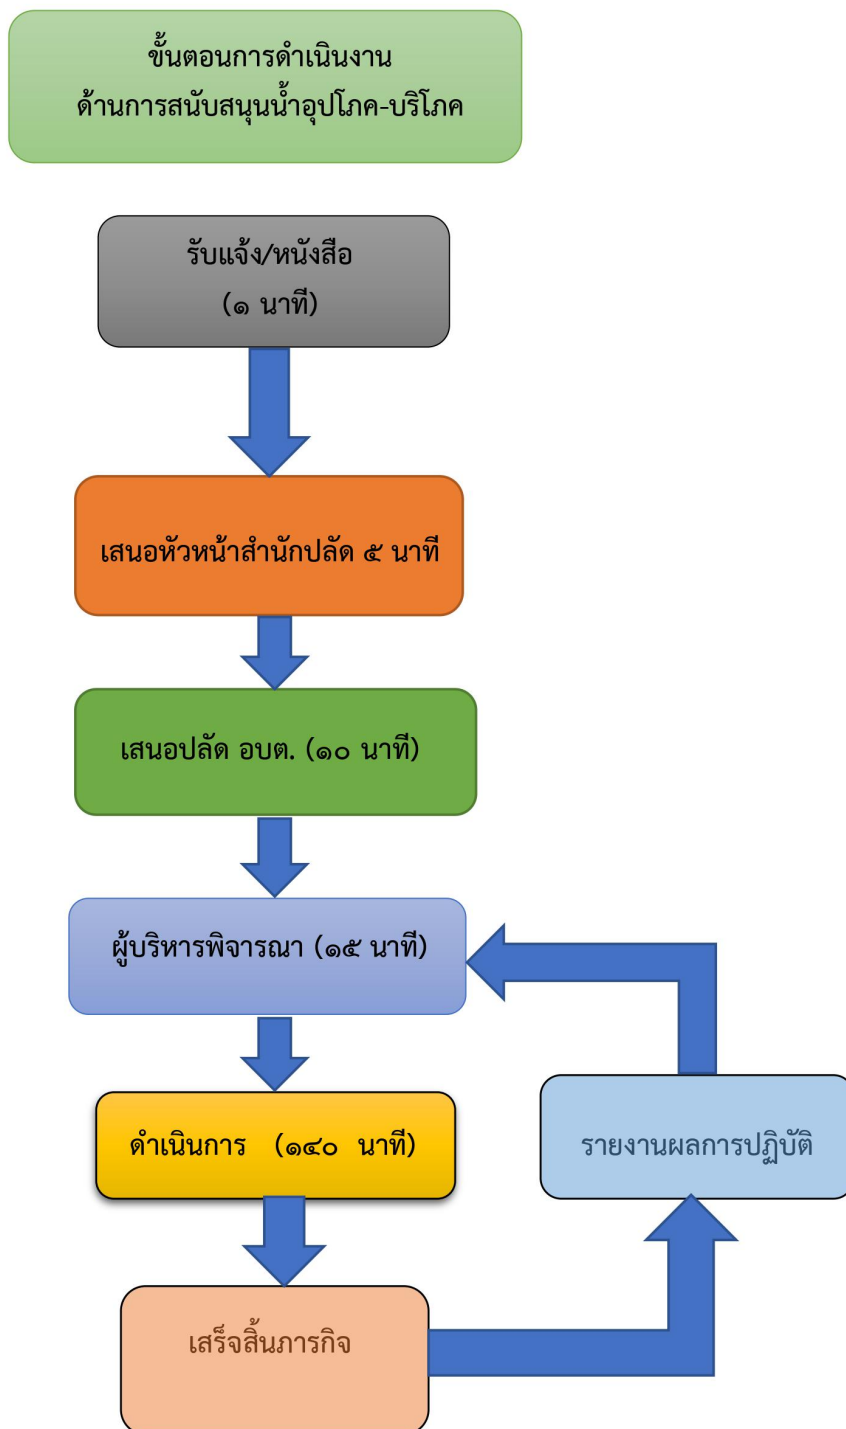 ขั้นตอนการดำเนินงาน
ด้านการสนับสนุนน้ำอุปโภค-บริโภค
รับแจ้ง/หนังสือ
(๑ นาที)
เสนอหัวหน้าสำนักปลัด ๕ นาที
เสนอปลัด อบต. (๑๐ นาที)
ผู้บริหารพิจารณา (๑๕ นาที)
ดำเนินการ (๑๔๐ นาที)
รายงานผลการปฏิบัติ
เสร็จสิ้นภารกิจ